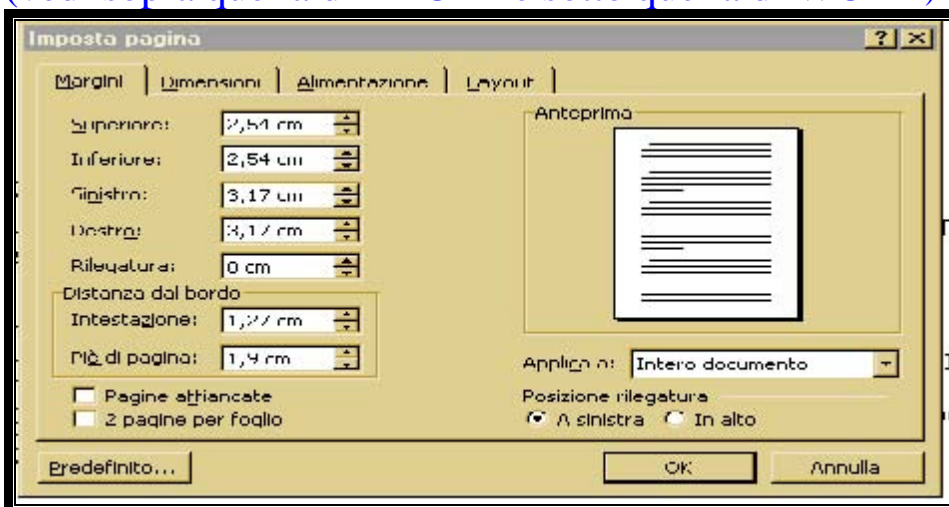 Imposta pagina
Margini Dimensioni Alimentazione Layout
Superiore: 2,54 cm
Inferiore: 2,54 cm
Sinistro: 3,17 cm
Destro: 3,17 cm
Rilegatura: 0 cm
Distanza dal bordo
Intestazione: 1,27 cm
Piè di pagina: 1,9 cm
Pagine affiancate
2 pagine per foglio
Anteprima
Applica a: Intero documento
Posizione rilegatura
A sinistra In alto
Predefinito... OK Annulla